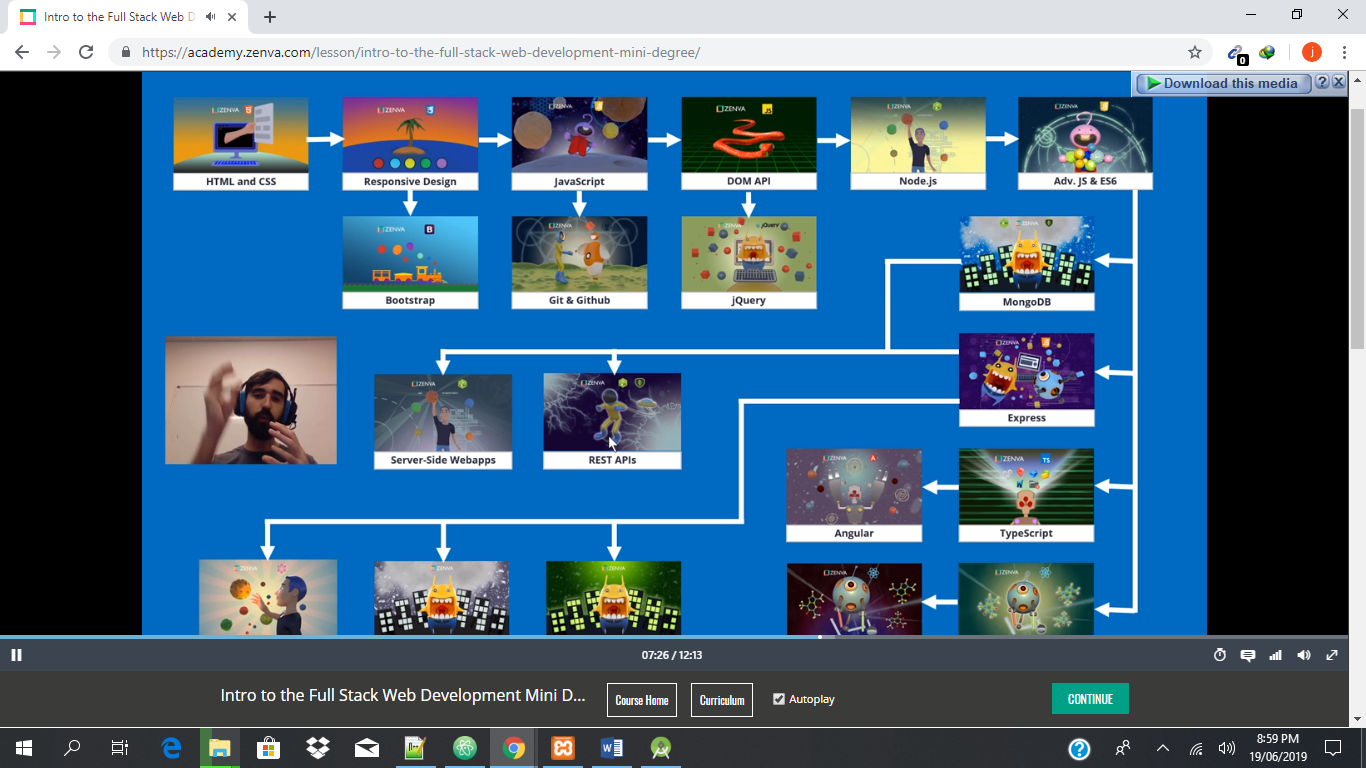 Intro to the Full Stack Web D
https://academy.zenva.com/lesson/intro-to-the-full-stack-web-development-mini-degree/
0
j
Download this media
?
ZENVA
HTML and CSS
ZENVA
Responsive Design
ZENVA
JavaScript
ZENVA
JS
DOM API
ZENVA
Node.js
ZENVA
Adv. JS & ES6
ZENVA
B
Bootstrap
ZENVA
Git & Github
ZENVA
jQuery
jQuery
ZENVA
MongoDB
ZENVA
Express
ZENVA
Server-Side Webapps
ZENVA
REST APIs
ZENVA
A
Angular
ZENVA
TS
TypeScript
ZENVA
ZENVA
ZENVA
ZENVA
ZENVA
07:26 / 12:13
Intro to the Full Stack Web Development Mini D...
Course Home
Curriculum
Autoplay
CONTINUE
8:59 PM
19/06/2019